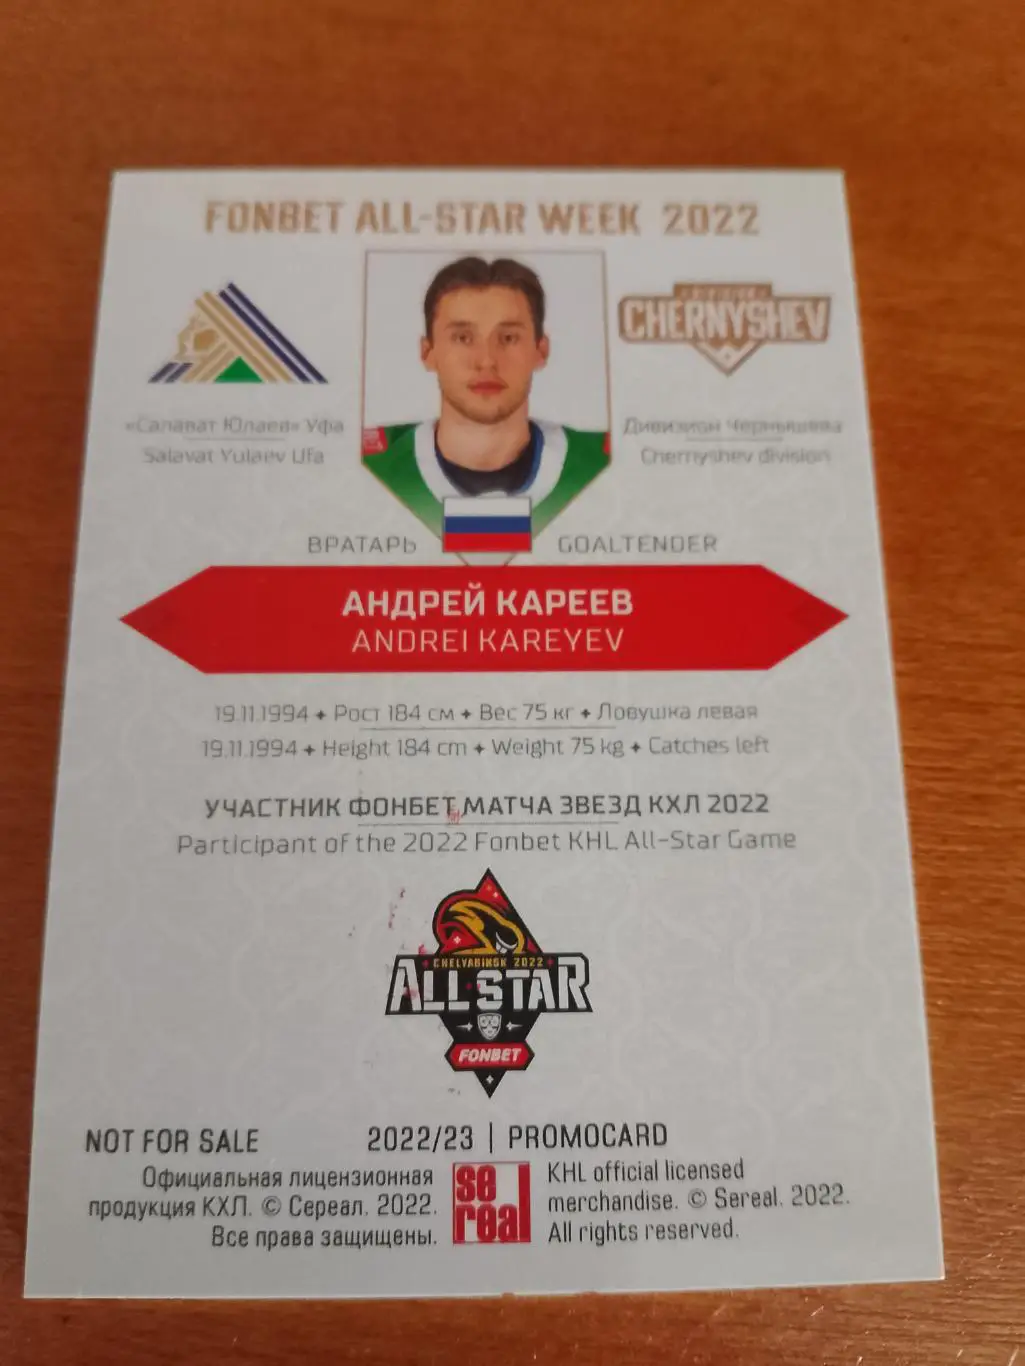 FONBET ALL-STAR WEEK 2022
CHERNYSHEV
«Салават Юлаев» Уфа
Salavat Yulaev Ufa
Дивизион Чернышева
Chernyshev division
ВРАТАРЬ
GOALTENDER
АНДРЕЙ КАРЕЕВ
ANDREI KAREYEV
19.11.1994 ✦ Рост 184 см ✦ Вес 75 кг ✦ Ловушка левая
19.11.1994 ✦ Height 184 cm ✦ Weight 75 kg ✦ Catches left
УЧАСТНИК ФОНБЕТ МАТЧА ЗВЕЗД КХЛ 2022
Participant of the 2022 Fonbet KHL All-Star Game
CHELYABINSK 2022
ALL STAR
FONBET
NOT FOR SALE
2022/23 | PROMOCARD
Официальная лицензионная
продукция КХЛ. © Сереал. 2022.
Все права защищены.
se
real
KHL official licensed
merchandise. © Sereal. 2022.
All rights reserved.